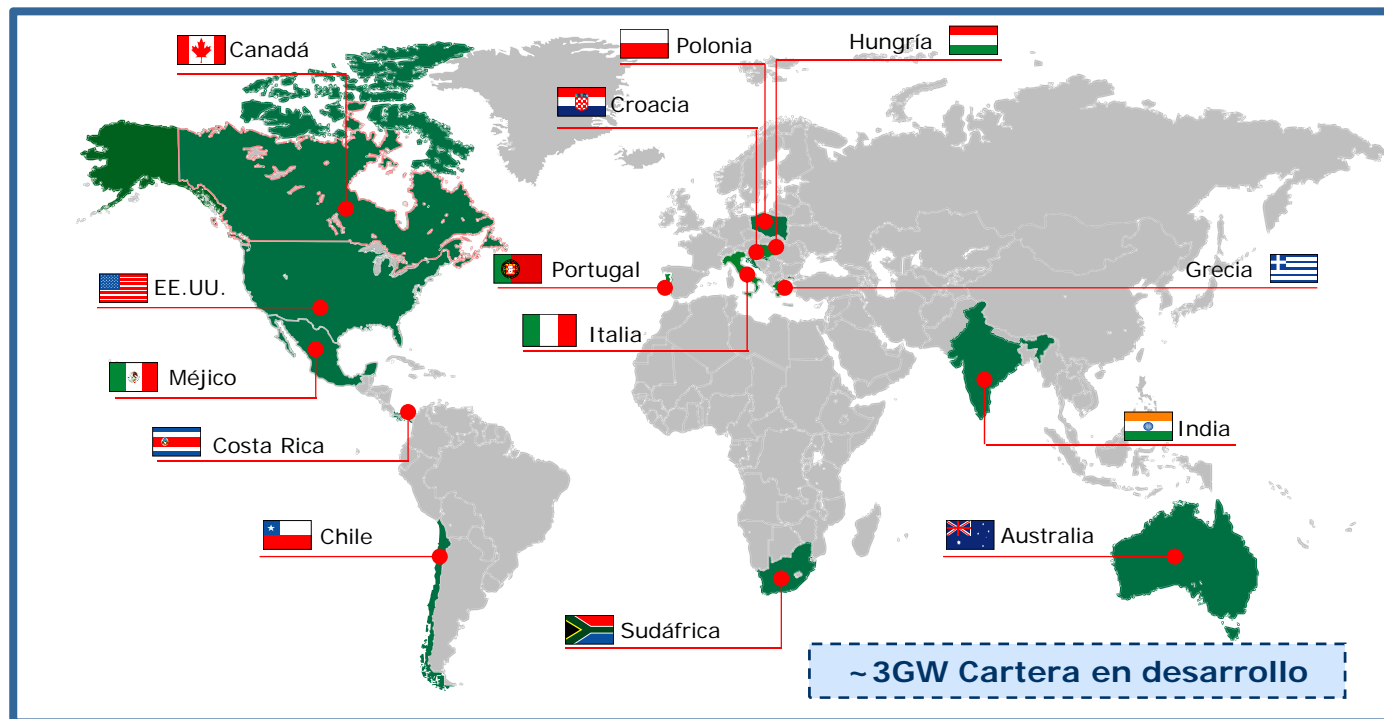 Canadá
Polonia
Hungría
Croacia
EE.UU.
Portugal
Grecia
Italia
Méjico
Costa Rica
India
Chile
Australia
Sudáfrica
~3GW Cartera en desarrollo